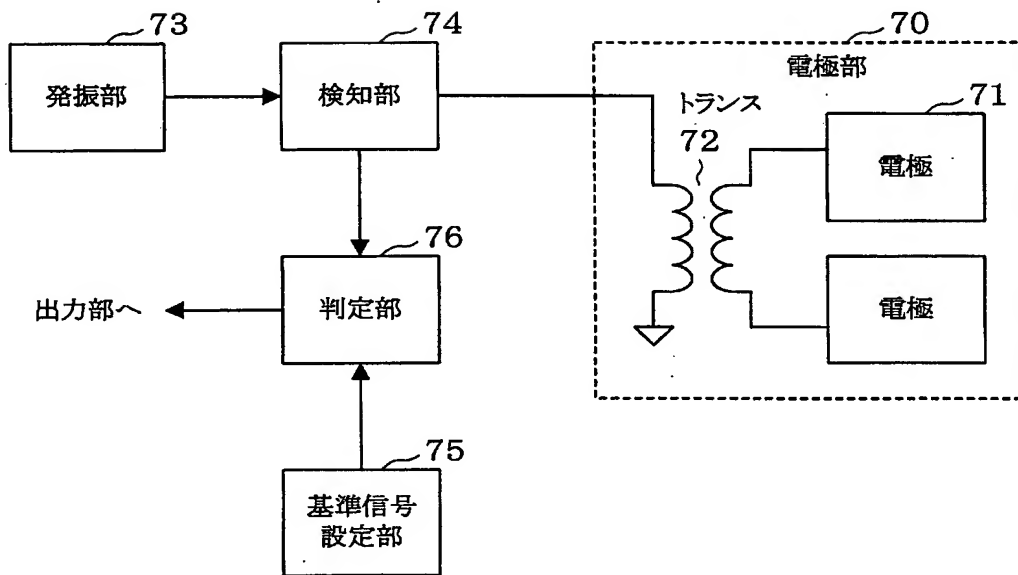 73
発振部
74
検知部
70
電極部
トランス
72
71
電極
電極
76
判定部
出力部へ
75
基準信号
設定部